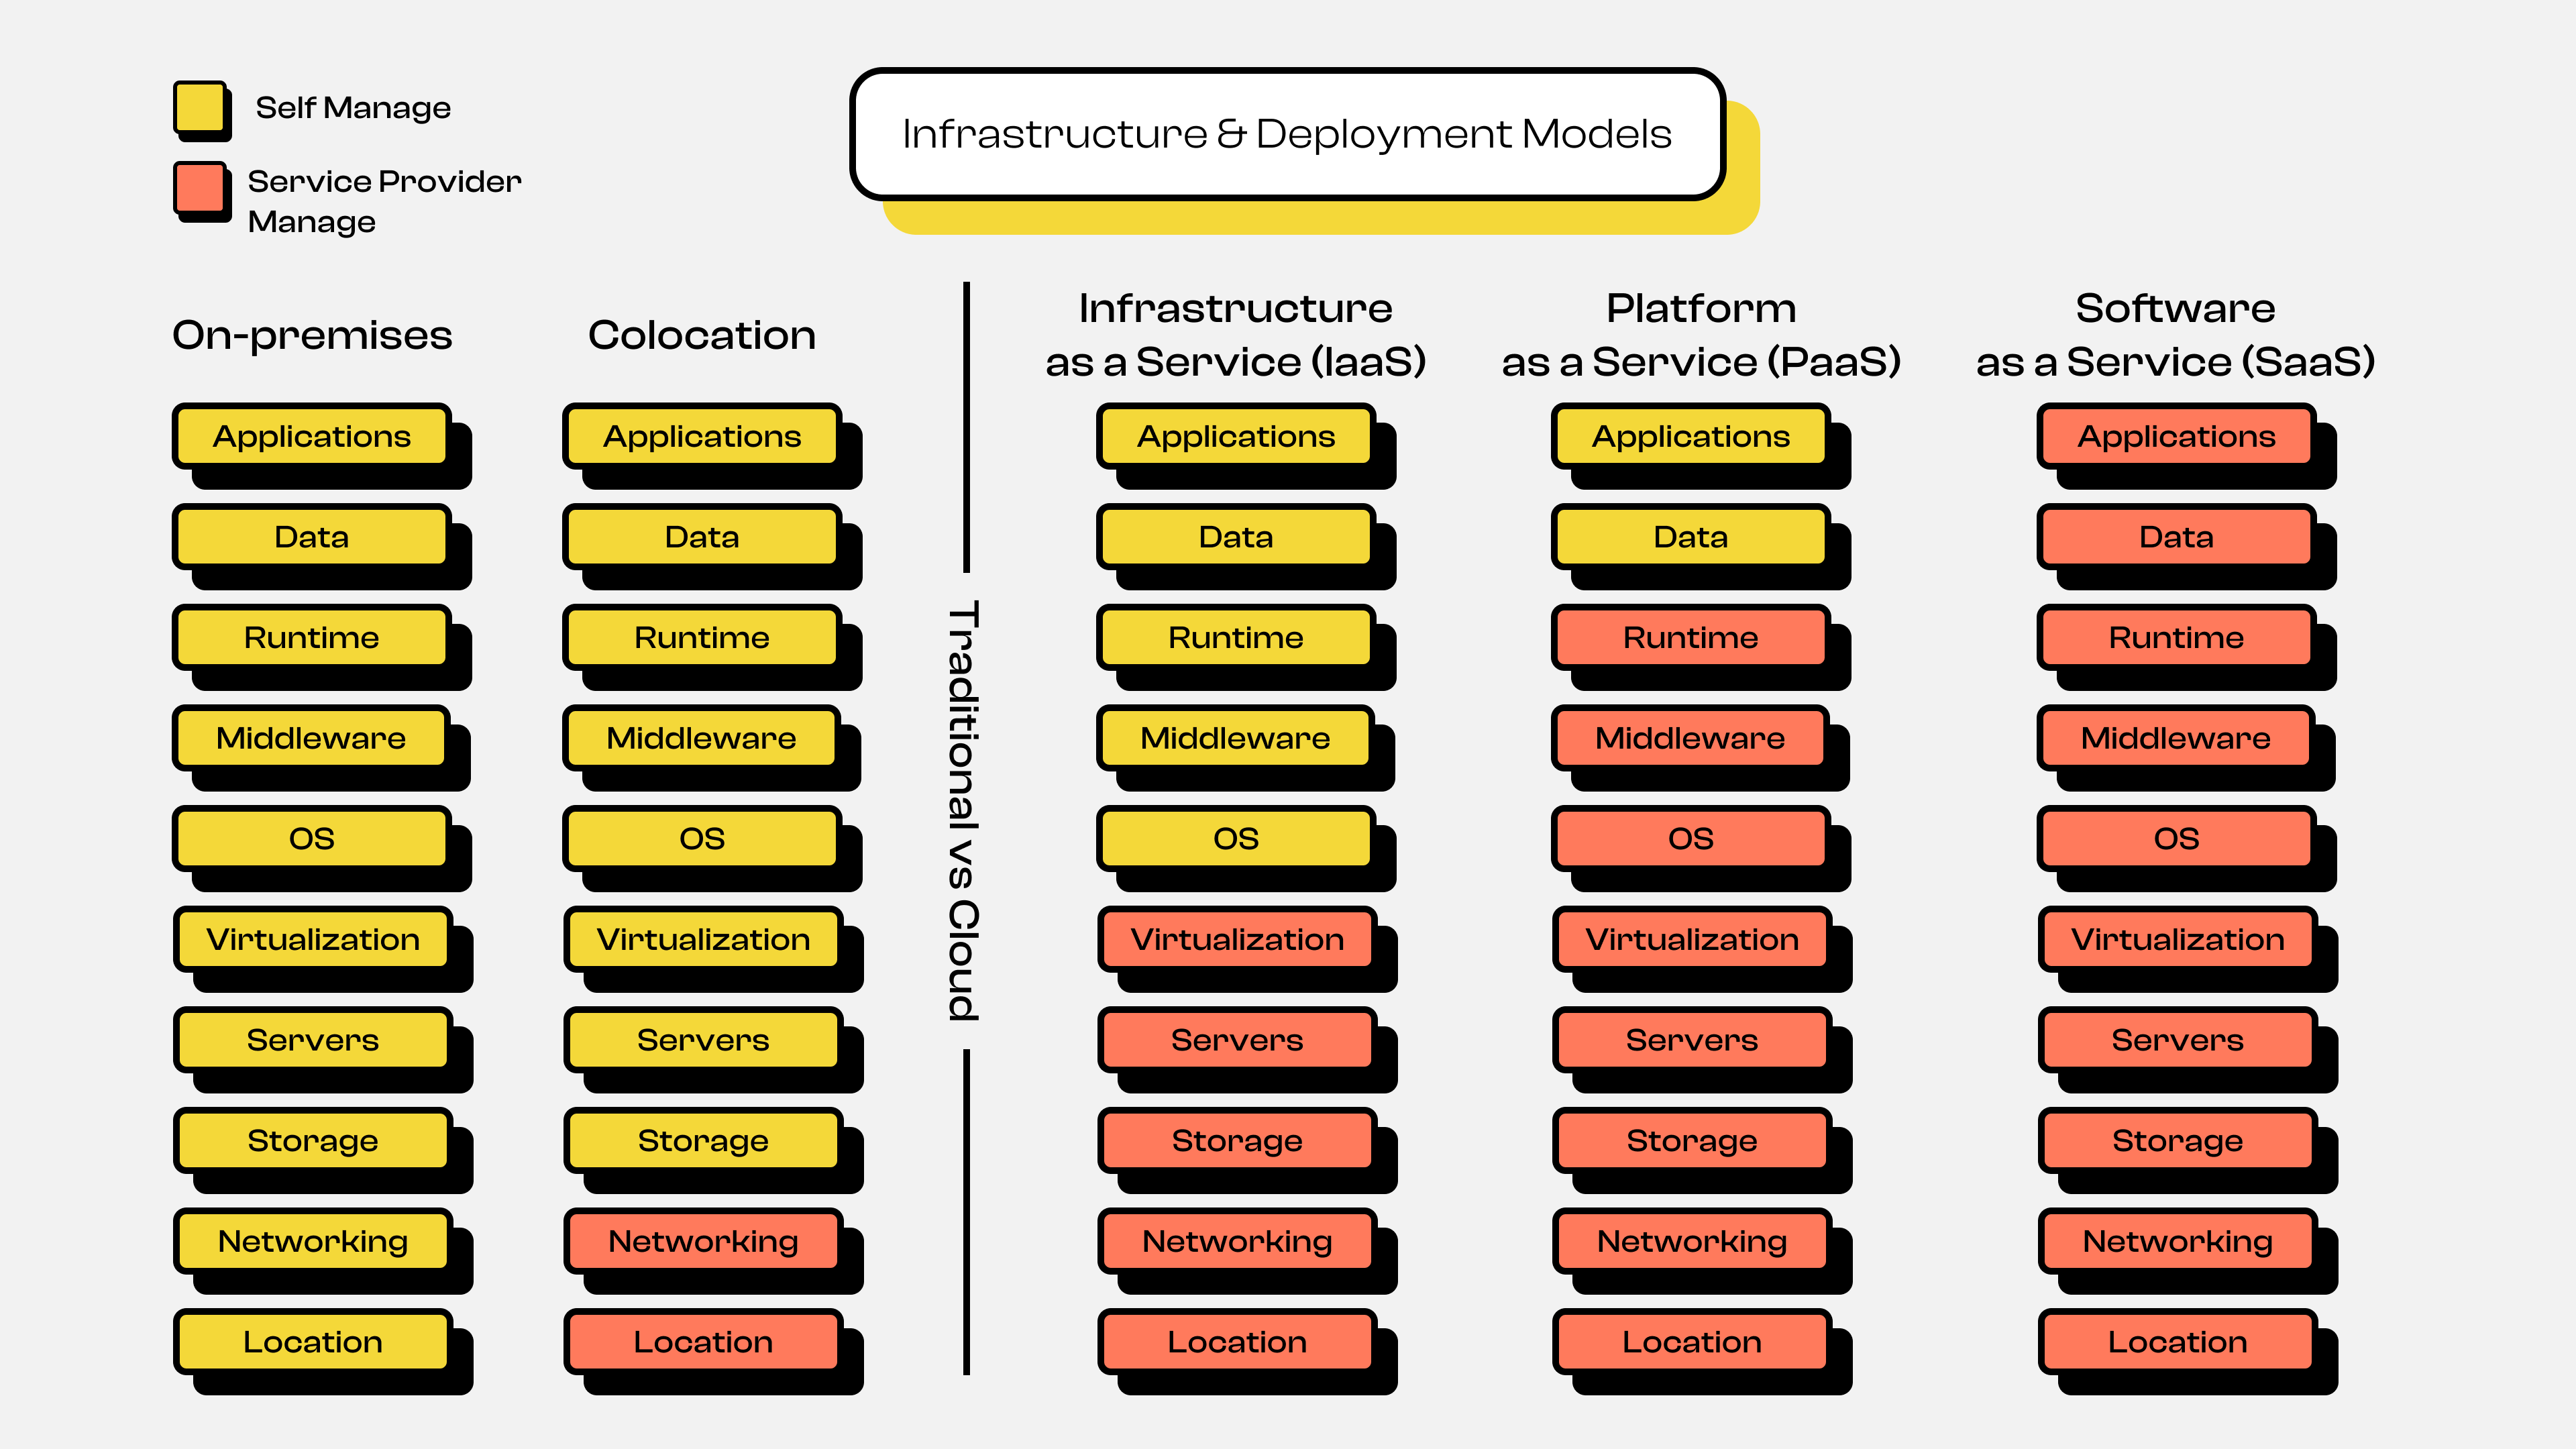 Self Manage
Service Provider
Manage
Infrastructure & Deployment Models
On-premises
Applications
Data
Runtime
Middleware
OS
Virtualization
Servers
Storage
Networking
Location
Colocation
Applications
Data
Runtime
Middleware
OS
Virtualization
Servers
Storage
Networking
Location
Traditional vs Cloud
Infrastructure
as a Service (IaaS)
Applications
Data
Runtime
Middleware
OS
Virtualization
Servers
Storage
Networking
Location
Platform
as a Service (PaaS)
Applications
Data
Runtime
Middleware
OS
Virtualization
Servers
Storage
Networking
Location
Software
as a Service (SaaS)
Applications
Data
Runtime
Middleware
OS
Virtualization
Servers
Storage
Networking
Location